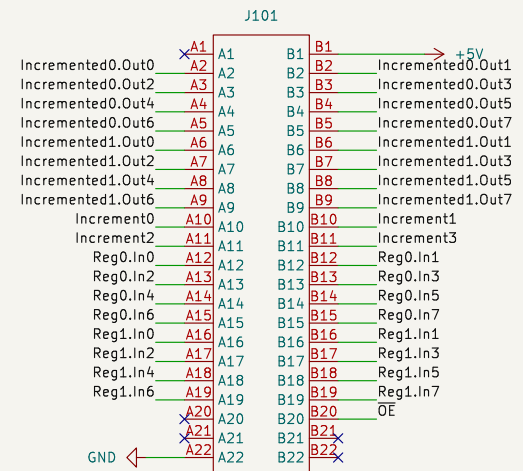 J101
A1 A1 B1 B1 +5V
Incremented0.Out0 A2 A2 B2 B2 Incremented0.Out1
Incremented0.Out2 A3 A3 B3 B3 Incremented0.Out3
Incremented0.Out4 A4 A4 B4 B4 Incremented0.Out5
Incremented0.Out6 A5 A5 B5 B5 Incremented0.Out7
Incremented1.Out0 A6 A6 B6 B6 Incremented1.Out1
Incremented1.Out2 A7 A7 B7 B7 Incremented1.Out3
Incremented1.Out4 A8 A8 B8 B8 Incremented1.Out5
Incremented1.Out6 A9 A9 B9 B9 Incremented1.Out7
Increment0 A10 A10 B10 B10 Increment1
Increment2 A11 A11 B11 B11 Increment3
Reg0.In0 A12 A12 B12 B12 Reg0.In1
Reg0.In2 A13 A13 B13 B13 Reg0.In3
Reg0.In4 A14 A14 B14 B14 Reg0.In5
Reg0.In6 A15 A15 B15 B15 Reg0.In7
Reg1.In0 A16 A16 B16 B16 Reg1.In1
Reg1.In2 A17 A17 B17 B17 Reg1.In3
Reg1.In4 A18 A18 B18 B18 Reg1.In5
Reg1.In6 A19 A19 B19 B19 Reg1.In7
A20 A20 B20 B20 O̅E̅
A21 A21 B21 B21
GND A22 A22 B22 B22